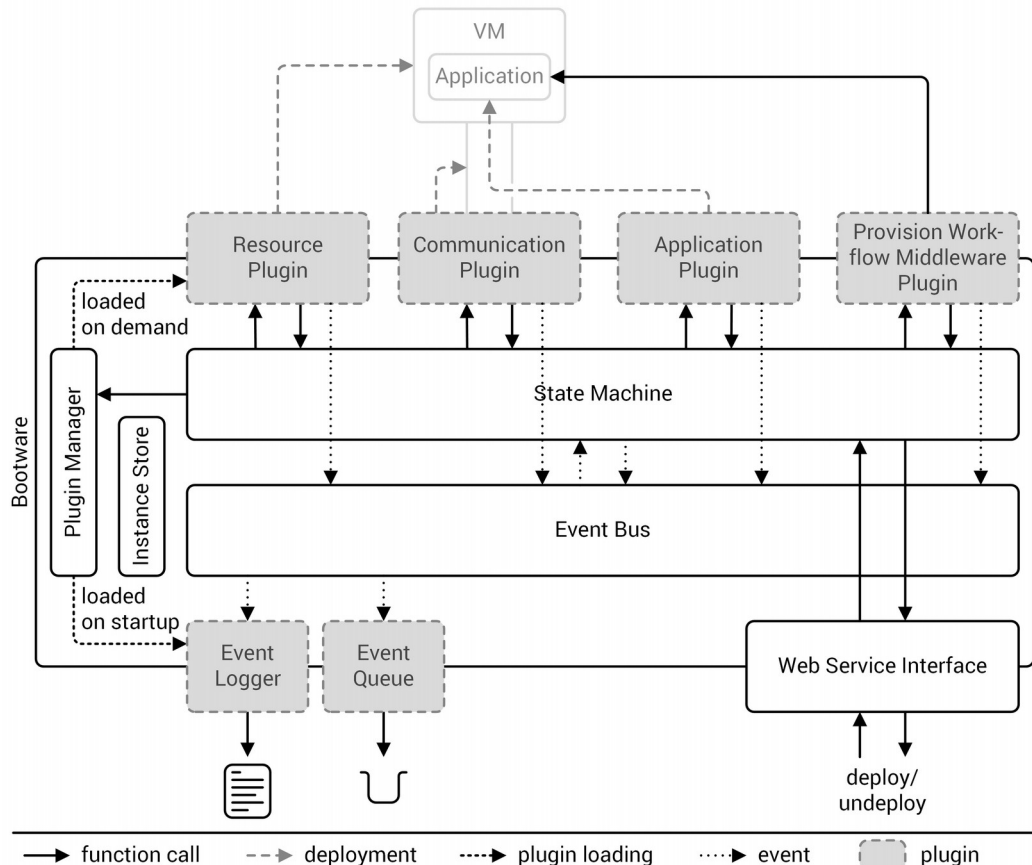 VM
Application
Resource
Plugin
Communication
Plugin
Application
Plugin
Provision Work-
flow Middleware
Plugin
loaded
on demand
State Machine
Bootware
Plugin Manager
Instance Store
Event Bus
loaded
on startup
Event
Logger
Event
Queue
Web Service Interface
deploy/
undeploy
function call
deployment
plugin loading
event
plugin